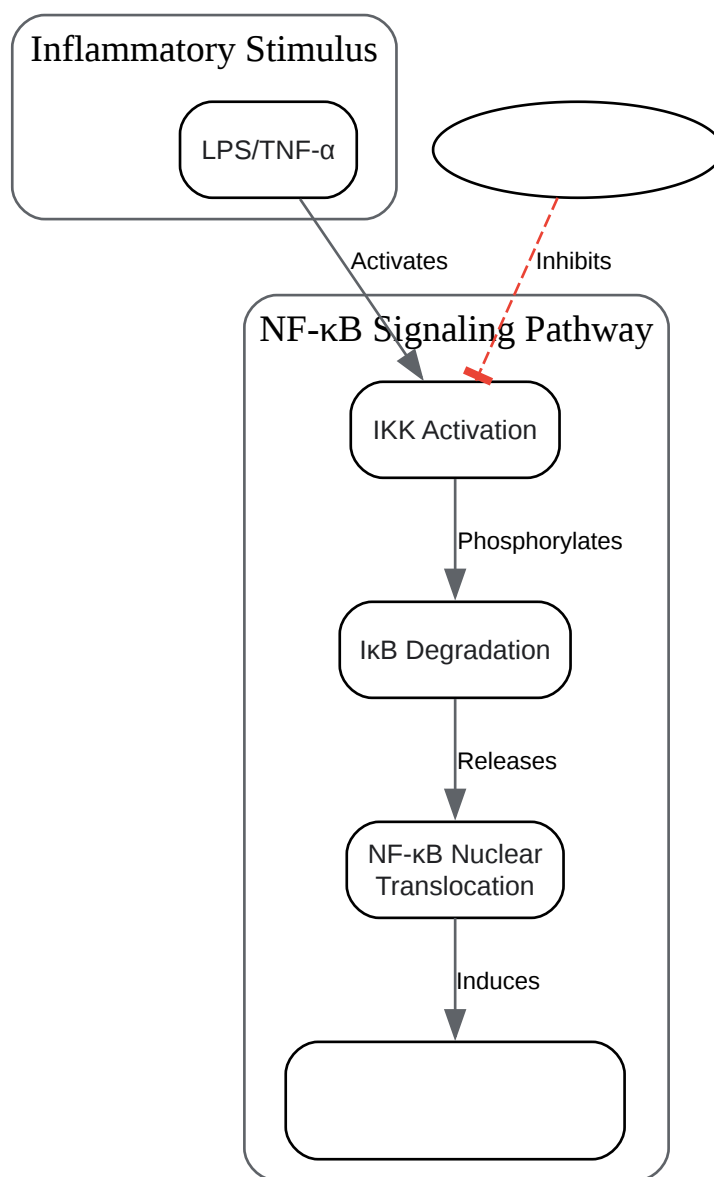 Inflammatory Stimulus
LPS/TNF-α
Activates
Inhibits
NF-κB Signaling Pathway
IKK Activation
Phosphorylates
IκB Degradation
Releases
NF-κB Nuclear
Translocation
Induces